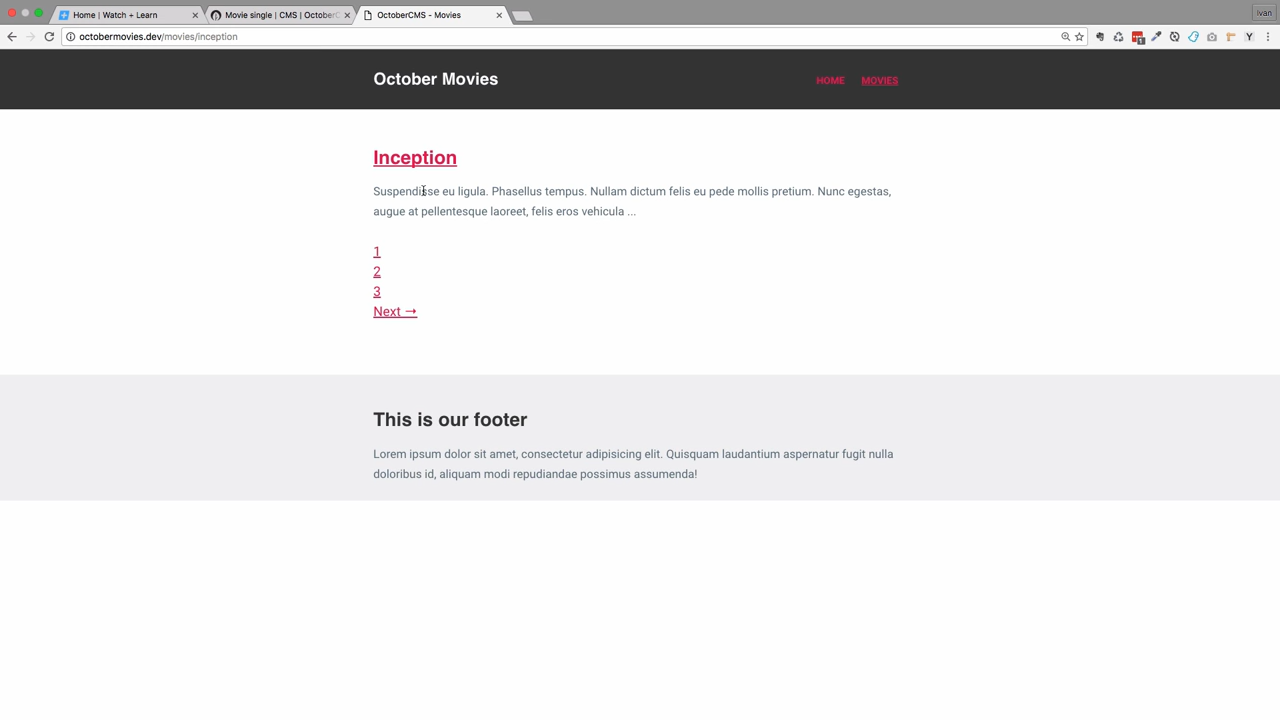 Home | Watch + Learn
Movie single | CMS | OctoberC
OctoberCMS - Movies
Ivan
octobermovies.dev/movies/inception
1
Y
October Movies
HOME
MOVIES
Inception
Suspendisse eu ligula. Phasellus tempus. Nullam dictum felis eu pede mollis pretium. Nunc egestas,
augue at pellentesque laoreet, felis eros vehicula ...
1
2
3
Next →
This is our footer
Lorem ipsum dolor sit amet, consectetur adipisicing elit. Quisquam laudantium aspernatur fugit nulla
doloribus id, aliquam modi repudiandae possimus assumenda!